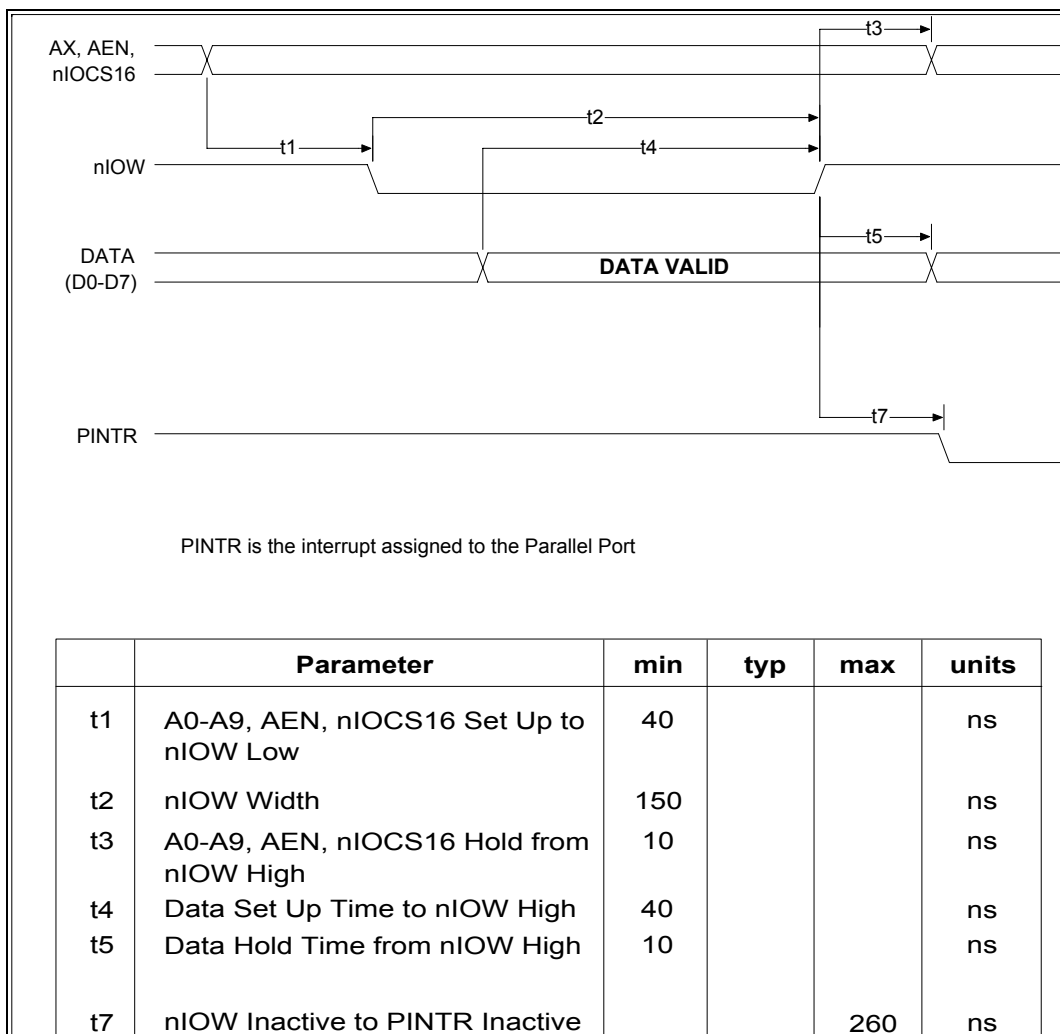 t3
AX, AEN,
nIOCS16
t2
t1
t4
nIOW
t5
DATA
(D0-D7)
DATA VALID
t7
PINTR
PINTR is the interrupt assigned to the Parallel Port
Parameter min typ max units
t1 A0-A9, AEN, nIOCS16 Set Up to 40 ns
nIOW Low
t2 nIOW Width 150 ns
t3 A0-A9, AEN, nIOCS16 Hold from 10 ns
nIOW High
t4 Data Set Up Time to nIOW High 40 ns
t5 Data Hold Time from nIOW High 10 ns
t7 nIOW Inactive to PINTR Inactive 260 ns